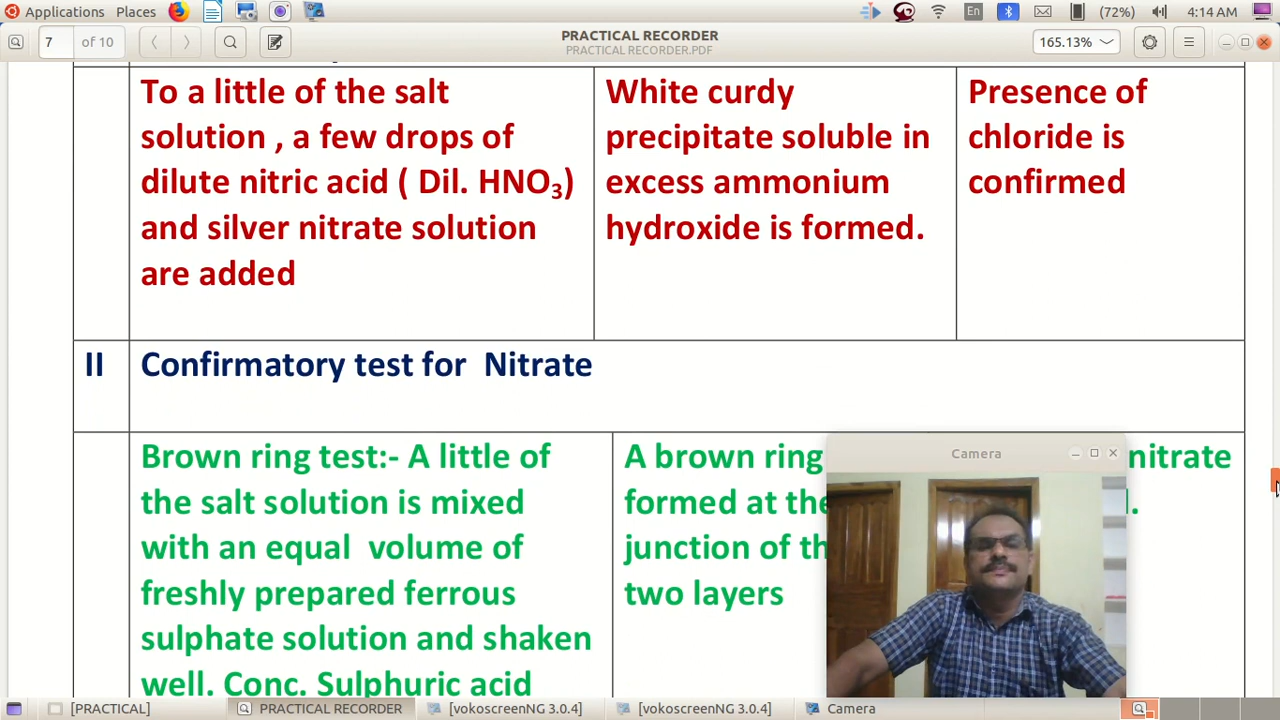 Applications Places En (72%) 4:14 AM
7 of 10 PRACTICAL RECORDER 165.13%
PRACTICAL RECORDER.PDF
To a little of the salt
solution , a few drops of
dilute nitric acid ( Dil. HNO₃)
and silver nitrate solution
are added
White curdy
precipitate soluble in
excess ammonium
hydroxide is formed.
Presence of
chloride is
confirmed
II Confirmatory test for Nitrate
Brown ring test:- A little of
the salt solution is mixed
with an equal volume of
freshly prepared ferrous
sulphate solution and shaken
well. Conc. Sulphuric acid
A brown ring
formed at the
junction of th
two layers
nitrate
Camera
[PRACTICAL] PRACTICAL RECORDER [vokoscreenNG 3.0.4] [vokoscreenNG 3.0.4] Camera